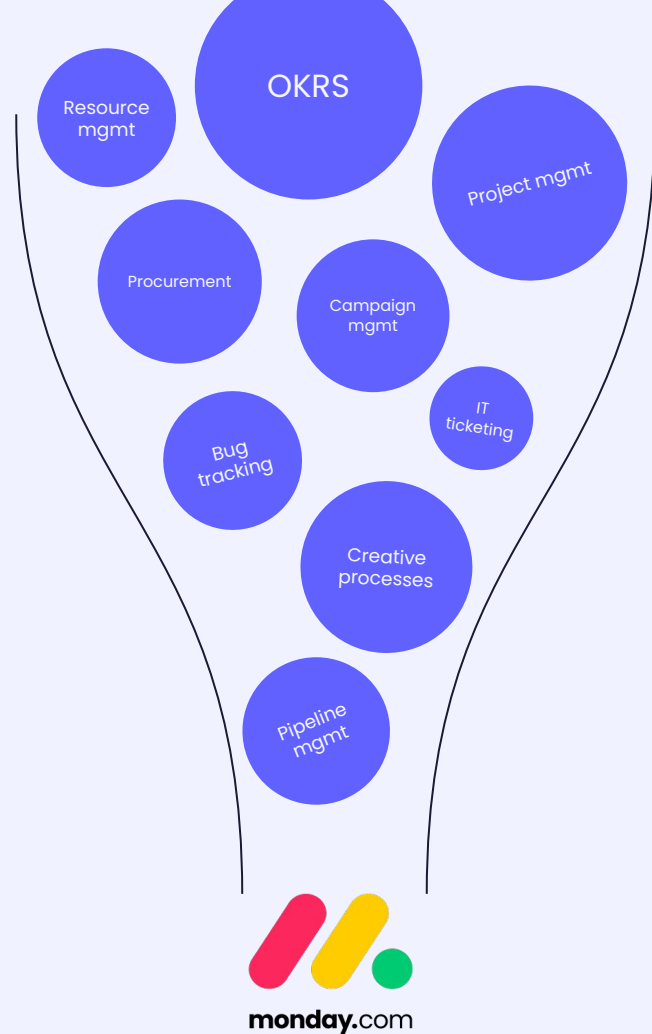 OKRS
Resource
mgmt
Project mgmt
Procurement
Campaign
mgmt
IT
ticketing
Bug
tracking
Creative
processes
Pipeline
mgmt
monday.com